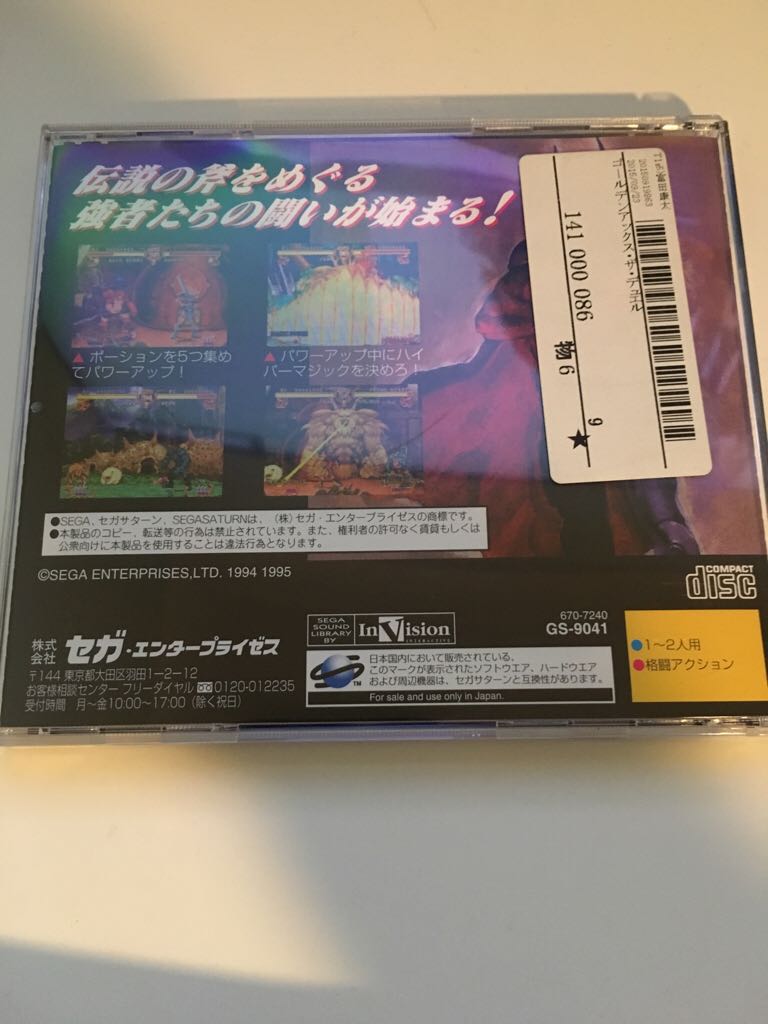 伝説の斧をめぐる
強者たちの闘いが始まる!
▲ ポーションを5つ集め
てパワーアップ!
▲ パワーアップ中にハイ
パーマジックを決めろ!
●SEGA、セガサターン、SEGASATURNは、(株)セガ・エンタープライゼスの商標です。
●本製品のコピー、転送等の行為は禁止されています。また、権利者の許可なく賃貸もしくは
公衆向けに本製品を使用することは違法行為となります。
©SEGA ENTERPRISES,LTD. 1994 1995
ゴールデンアックス・ザ・デュエル
141 000 086
物6
9
★
COMPACT
disc
株式
会社 セガ・エンタープライゼス
〒144 東京都大田区羽田1-2-12
お客様相談センター フリーダイヤル 0120-012235
受付時間 月~金10:00~17:00(除く祝日)
SEGA
SOUND
LIBRARY
BY
InVision
INTERACTIVE
670-7240
GS-9041
日本国内において販売されている、
このマークが表示されたソフトウエア、ハードウエア
および周辺機器は、セガサターンと互換性があります。
TM
For sale and use only in Japan.
●1~2人用
●格闘アクション